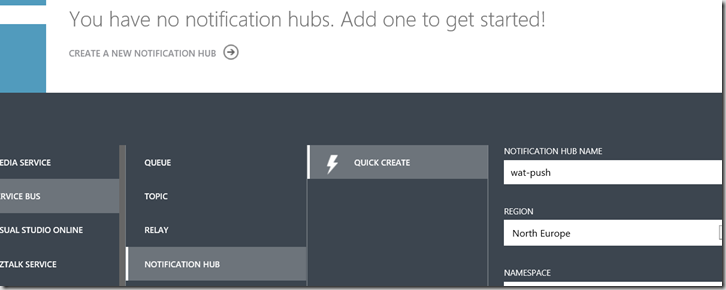 You have no notification hubs. Add one to get started!
CREATE A NEW NOTIFICATION HUB
EDIA SERVICE
ERVICE BUS
SUAL STUDIO ONLINE
ZTALK SERVICE
QUEUE
TOPIC
RELAY
NOTIFICATION HUB
QUICK CREATE
NOTIFICATION HUB NAME
wat-push
REGION
North Europe
NAMESPACE